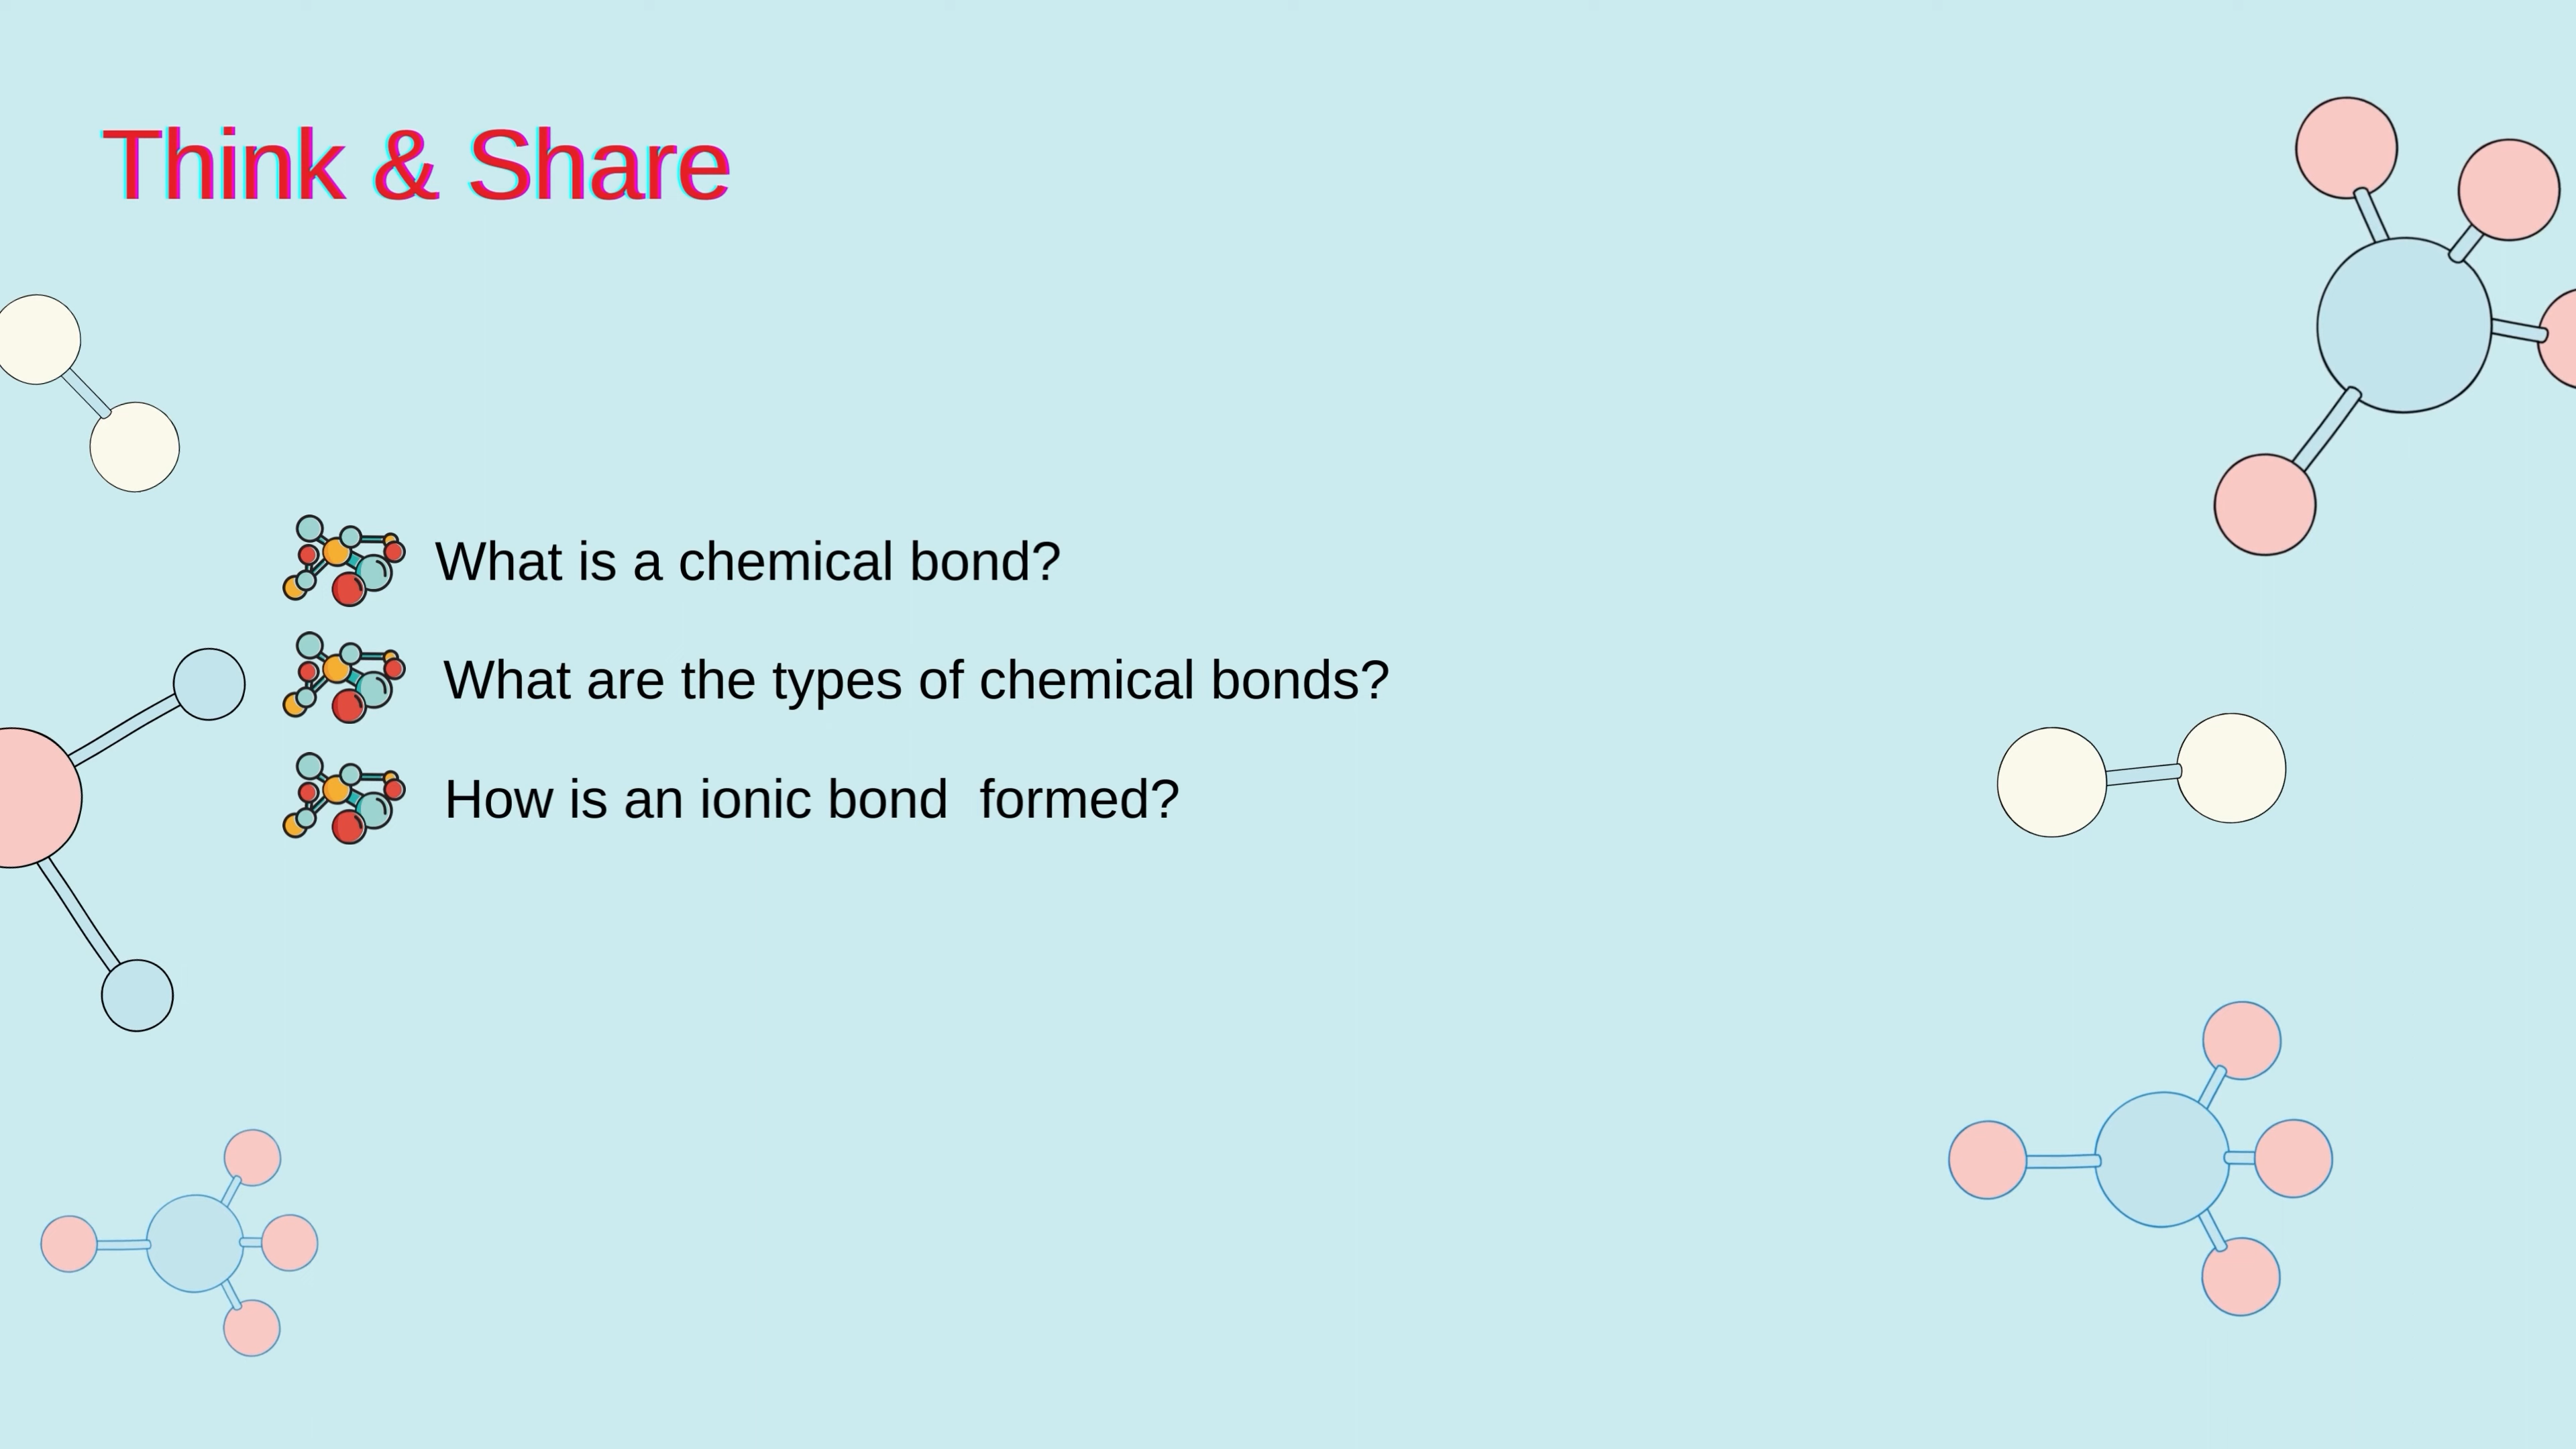 Think & Share
What is a chemical bond?
What are the types of chemical bonds?
How is an ionic bond  formed?